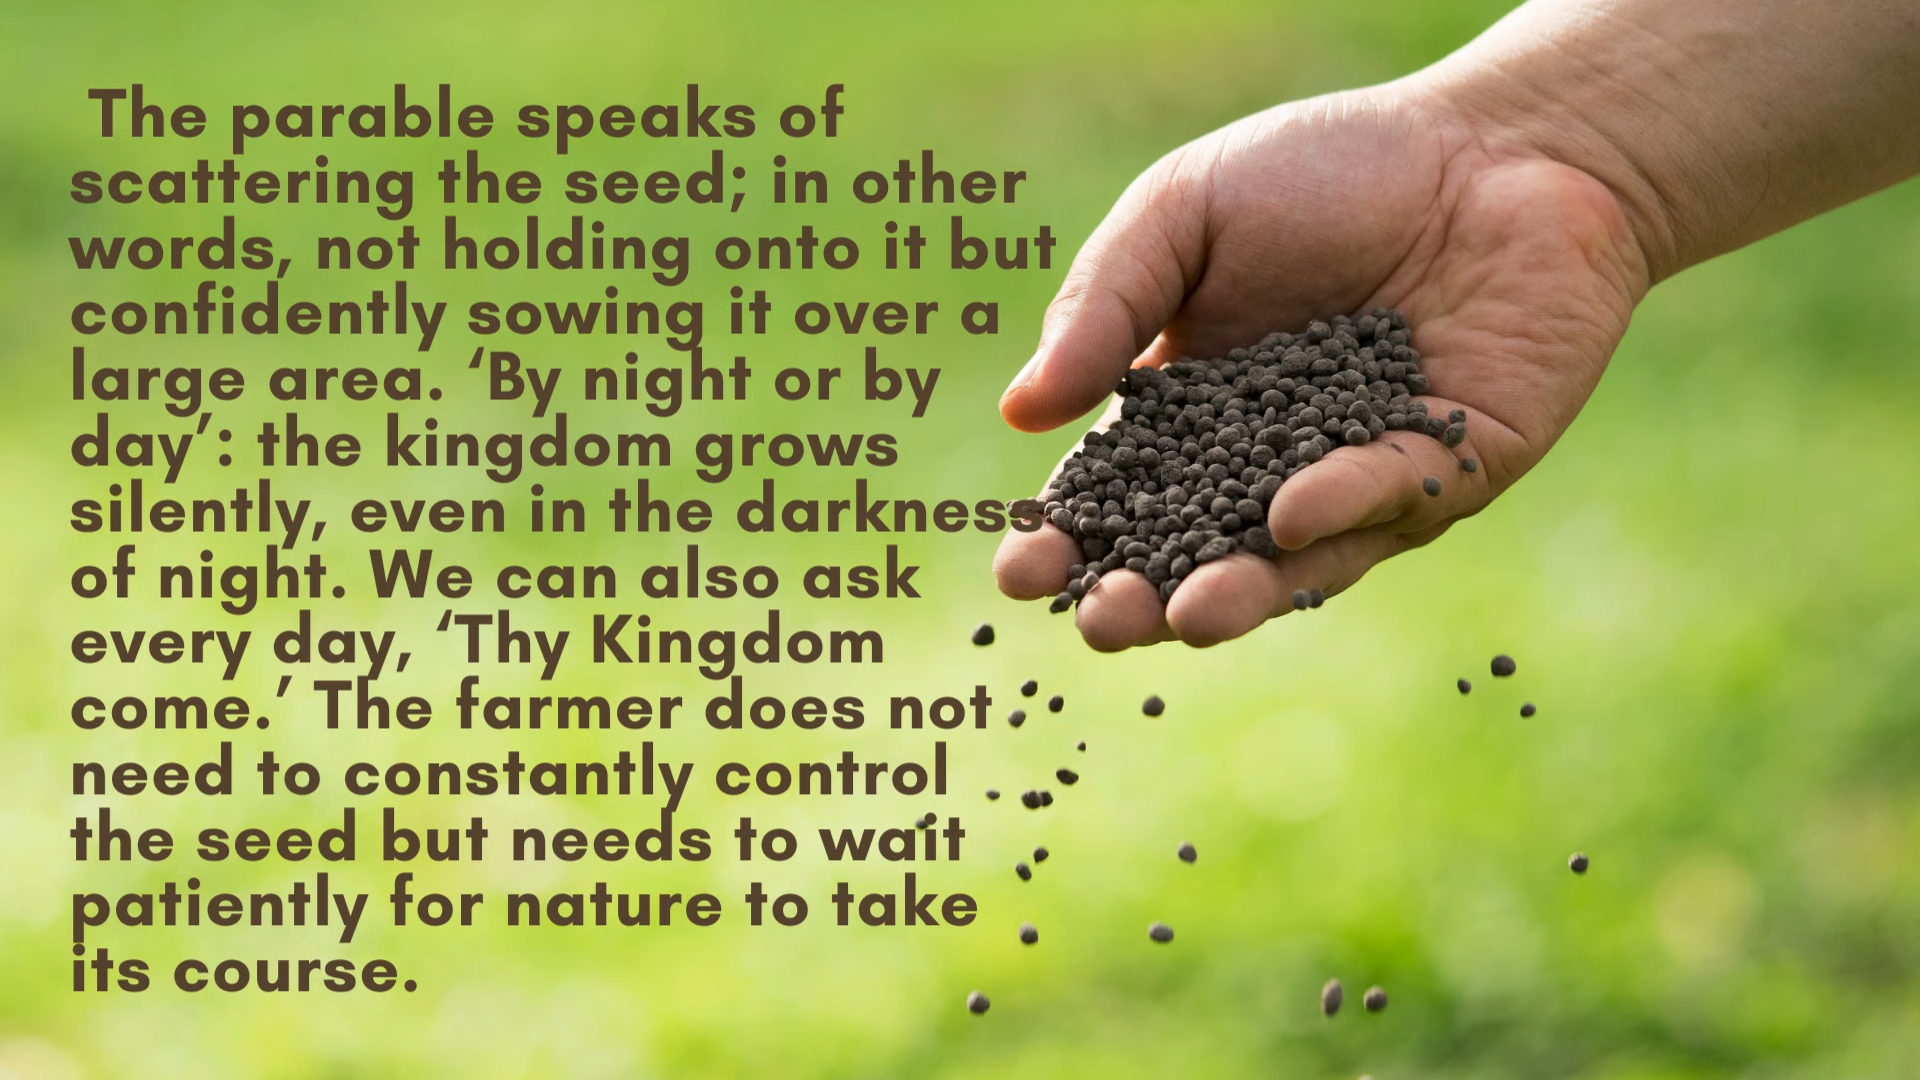 The parable speaks of
scattering the seed; in other
words, not holding onto it but
confidently sowing it over a
large area. ‘By night or by
day’: the kingdom grows
silently, even in the darkness
of night. We can also ask
every day, ‘Thy Kingdom
come.’ The farmer does not
need to constantly control
the seed but needs to wait
patiently for nature to take
its course.